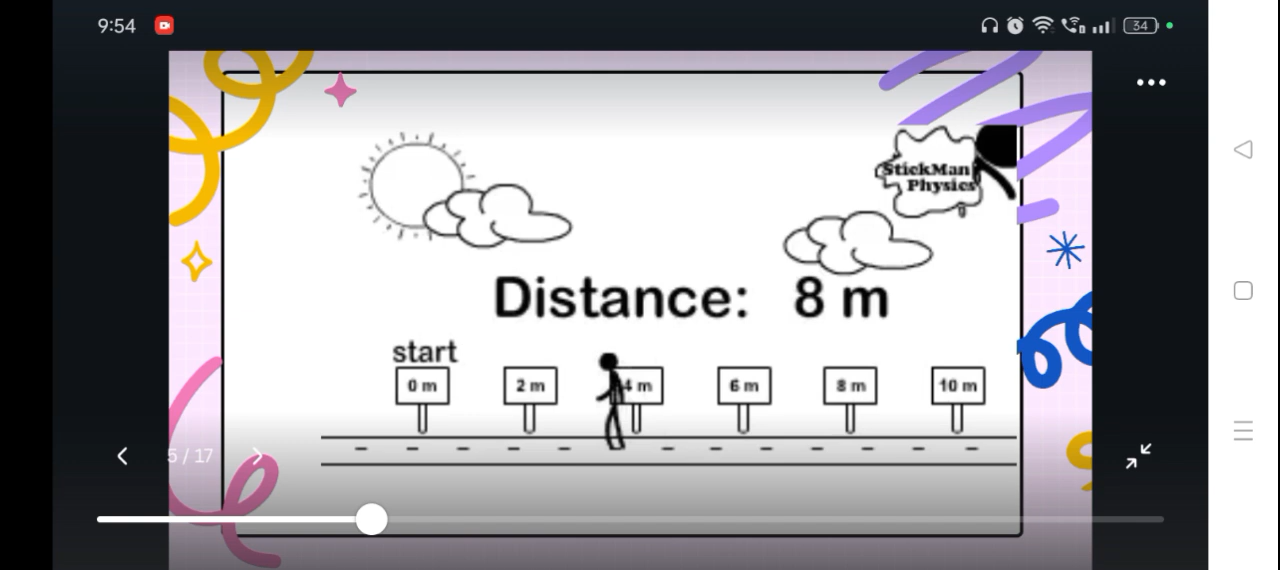 9:54
34
StickMan
Physics
Distance: 8 m
start
0 m
2 m
4 m
6 m
8 m
10 m
5 / 17